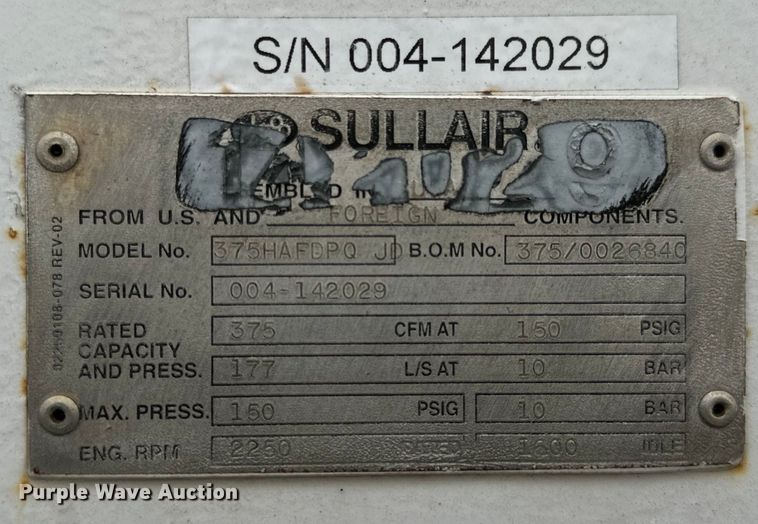 S/N 004-142029
SULLAIR
FROM U.S. AND FOREIGN COMPONENTS.
MODEL No. 375HAFDPQ JD B.O.M No. 375/0026840
SERIAL No. 004-142029
RATED CAPACITY AND PRESS. 375 CFM AT 150 PSIG
177 L/S AT 10 BAR
MAX. PRESS. 150 PSIG 10 BAR
ENG. RPM 2250 RATED 1600 IDLE
REV-02
Purple Wave Auction